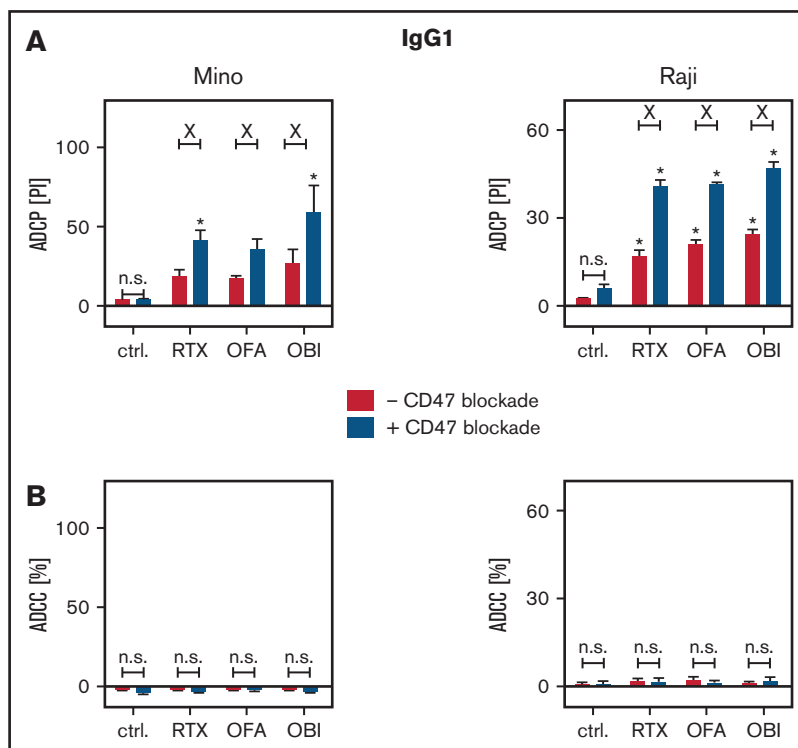 A
IgG1
Mino
Raji
ADCP [PI]
100
50
0
n.s.
*
*
X
X
X
ctrl. RTX OFA OBI
ADCP [PI]
60
30
0
n.s.
*
*
*
*
*
*
X
X
X
ctrl. RTX OFA OBI
– CD47 blockade
+ CD47 blockade
B
ADCC [%]
100
50
0
n.s. n.s. n.s. n.s.
ctrl. RTX OFA OBI
ADCC [%]
60
30
0
n.s. n.s. n.s. n.s.
ctrl. RTX OFA OBI